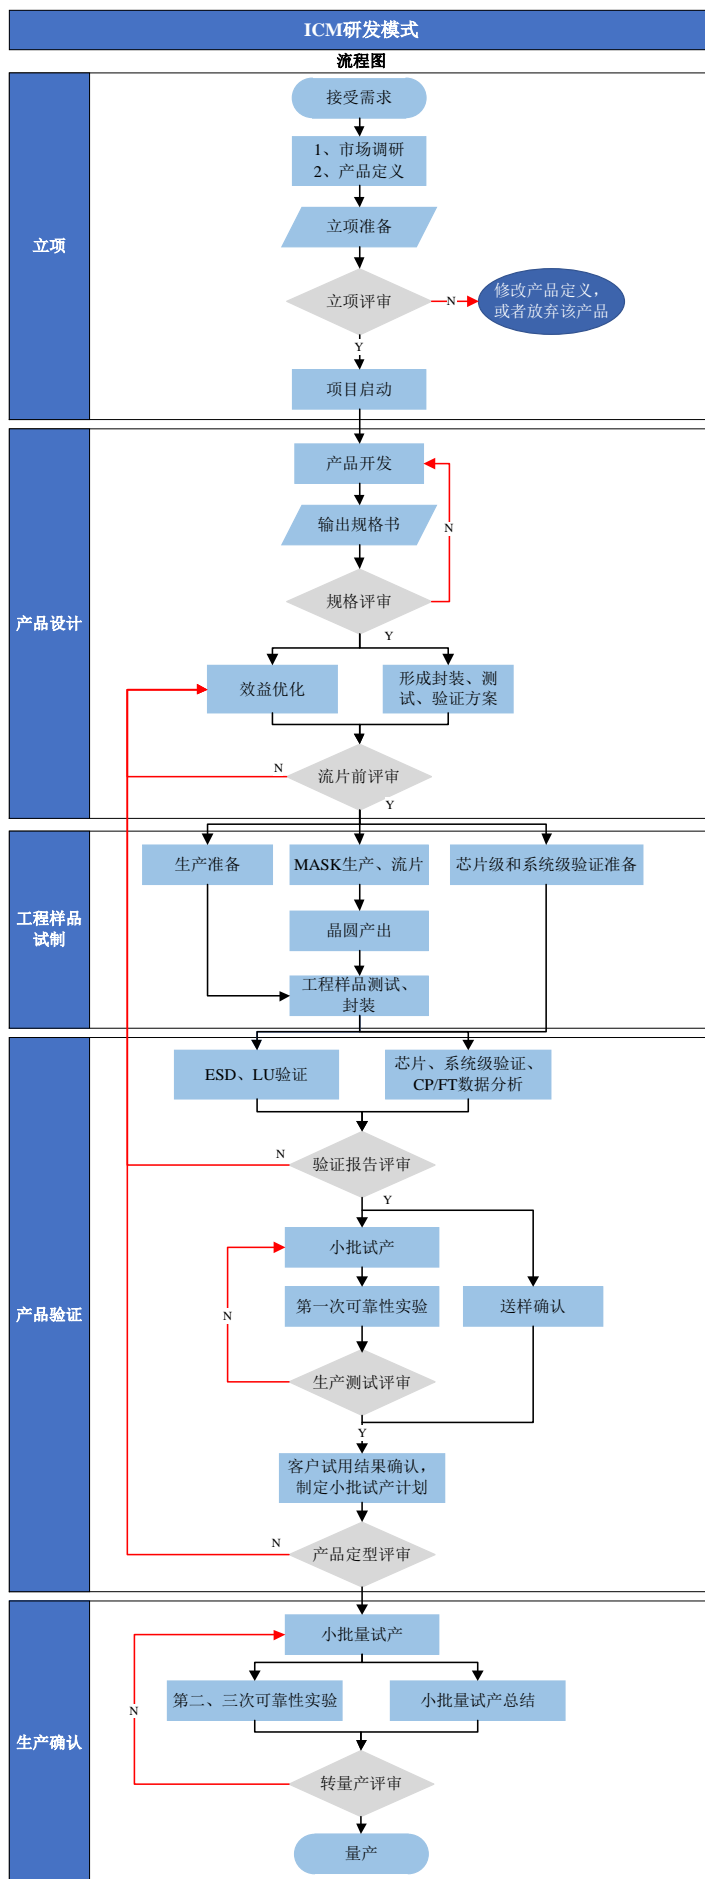 ICM研发模式
流程图
立项
接受需求
1、市场调研
2、产品定义
立项准备
立项评审
N
修改产品定义，
或者放弃该产品
Y
项目启动
产品设计
产品开发
输出规格书
N
规格评审
Y
效益优化
形成封装、测
试、验证方案
N
流片前评审
Y
工程样品
试制
生产准备
MASK生产、流片
芯片级和系统级验证准备
晶圆产出
工程样品测试、
封装
产品验证
ESD、LU验证
芯片、系统级验证、
CP/FT数据分析
N
验证报告评审
Y
小批试产
第一次可靠性实验
送样确认
N
生产测试评审
Y
客户试用结果确认，
制定小批试产计划
N
产品定型评审
生产确认
小批量试产
第二、三次可靠性实验
小批量试产总结
N
转量产评审
量产